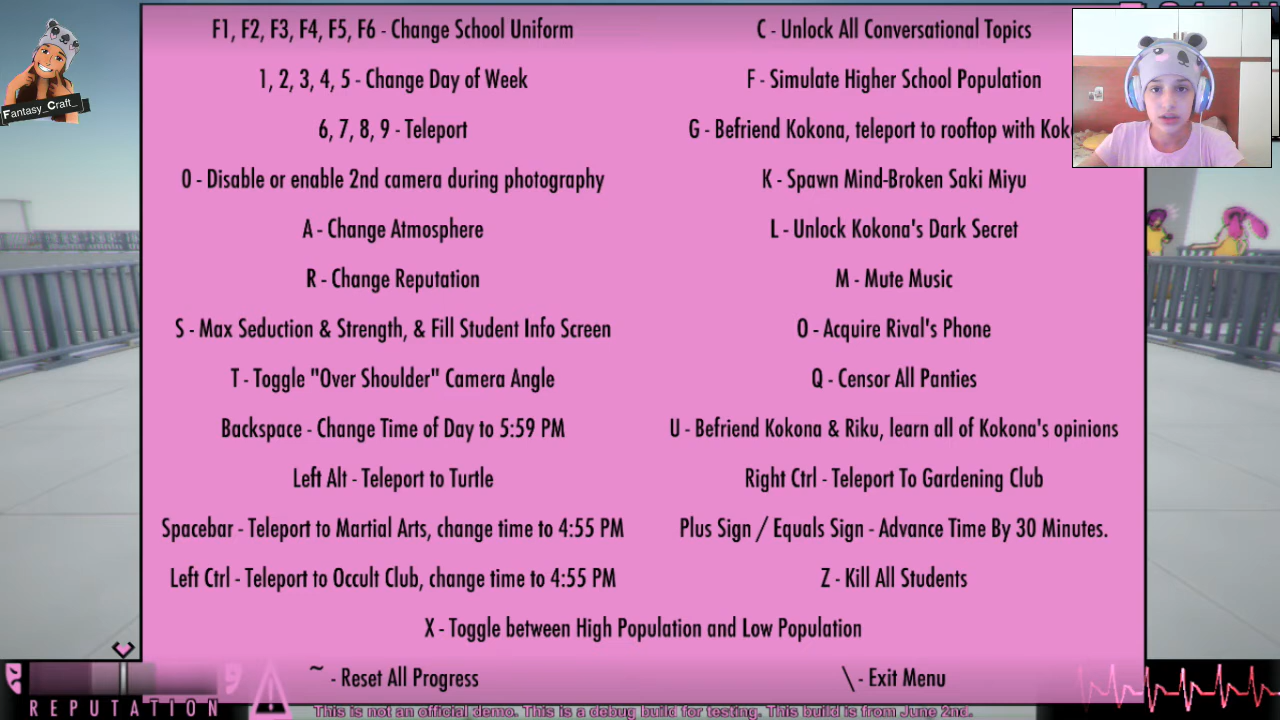 Fantasy_Craft_
F1, F2, F3, F4, F5, F6 - Change School Uniform
1, 2, 3, 4, 5 - Change Day of Week
6, 7, 8, 9 - Teleport
0 - Disable or enable 2nd camera during photography
A - Change Atmosphere
R - Change Reputation
S - Max Seduction & Strength, & Fill Student Info Screen
T - Toggle "Over Shoulder" Camera Angle
Backspace - Change Time of Day to 5:59 PM
Left Alt - Teleport to Turtle
Spacebar - Teleport to Martial Arts, change time to 4:55 PM
Left Ctrl - Teleport to Occult Club, change time to 4:55 PM
C - Unlock All Conversational Topics
F - Simulate Higher School Population
G - Befriend Kokona, teleport to rooftop with
K - Spawn Mind-Broken Saki Miyu
L - Unlock Kokona's Dark Secret
M - Mute Music
O - Acquire Rival's Phone
Q - Censor All Panties
U - Befriend Kokona & Riku, learn all of Kokona's opinions
Right Ctrl - Teleport To Gardening Club
Plus Sign / Equals Sign - Advance Time By 30 Minutes.
Z - Kill All Students
X - Toggle between High Population and Low Population
~ - Reset All Progress
\ - Exit Menu
REPUTATION
This is not an official demo. This is a debug build for testing. This build is from June 2nd.